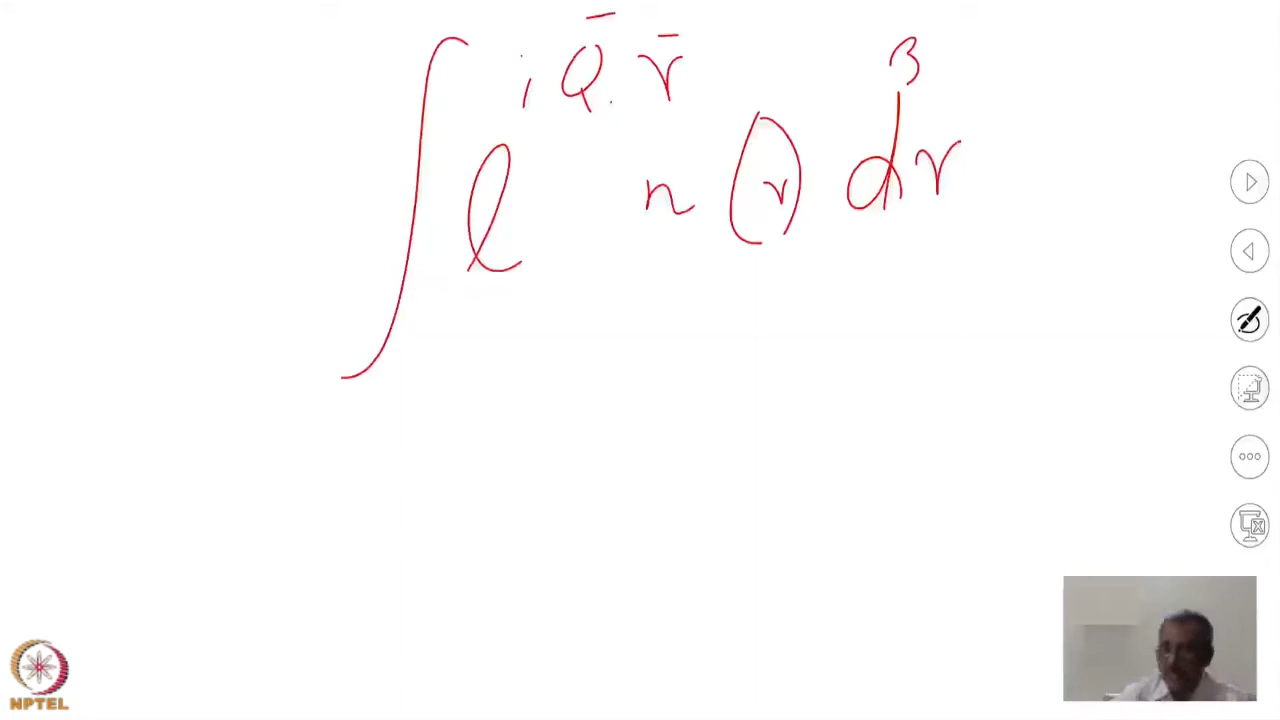 ∫ e^{i Q̄ · r̄} n(r) d³r
NPTEL